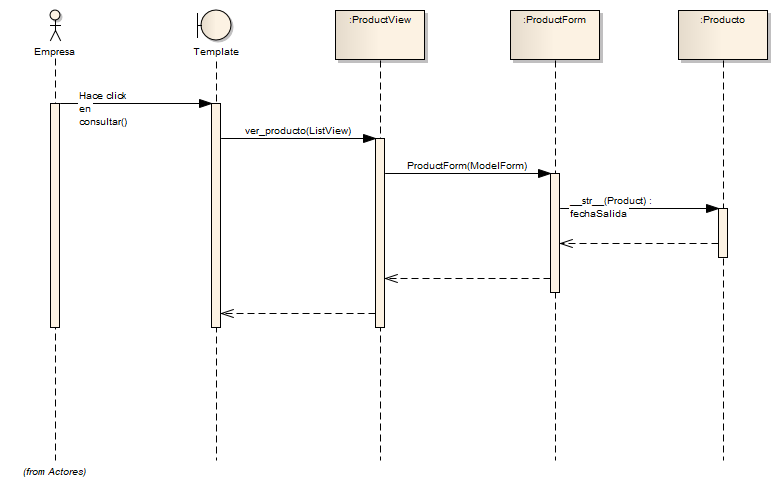 :ProductView
:ProductForm
:Producto
Empresa
Template
Hace click
en
consultar()
ver_producto(ListView)
ProductForm(ModelForm)
__str__(Product) :
fechaSalida
(from Actores)